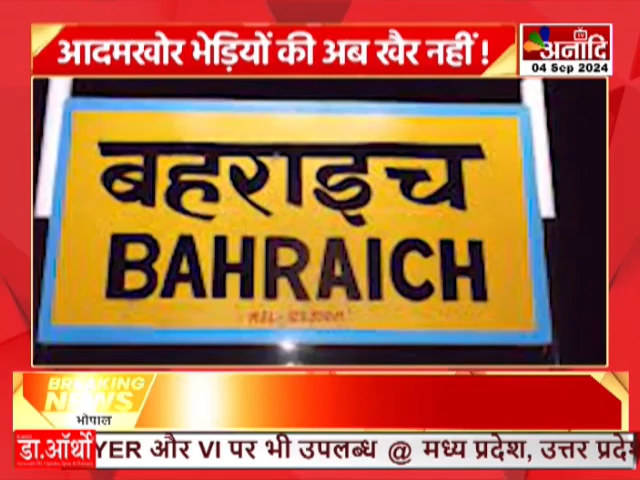 आदमखोर भेड़ियों की अब खैर नहीं !
अनादि
TV
04 Sep 2024
बहराइच
BAHRAICH
BREAKING
NEWS
भोपाल
डा.ऑर्थो
YER और VI पर भी उपलब्ध @ मध्य प्रदेश, उत्तर प्रदे